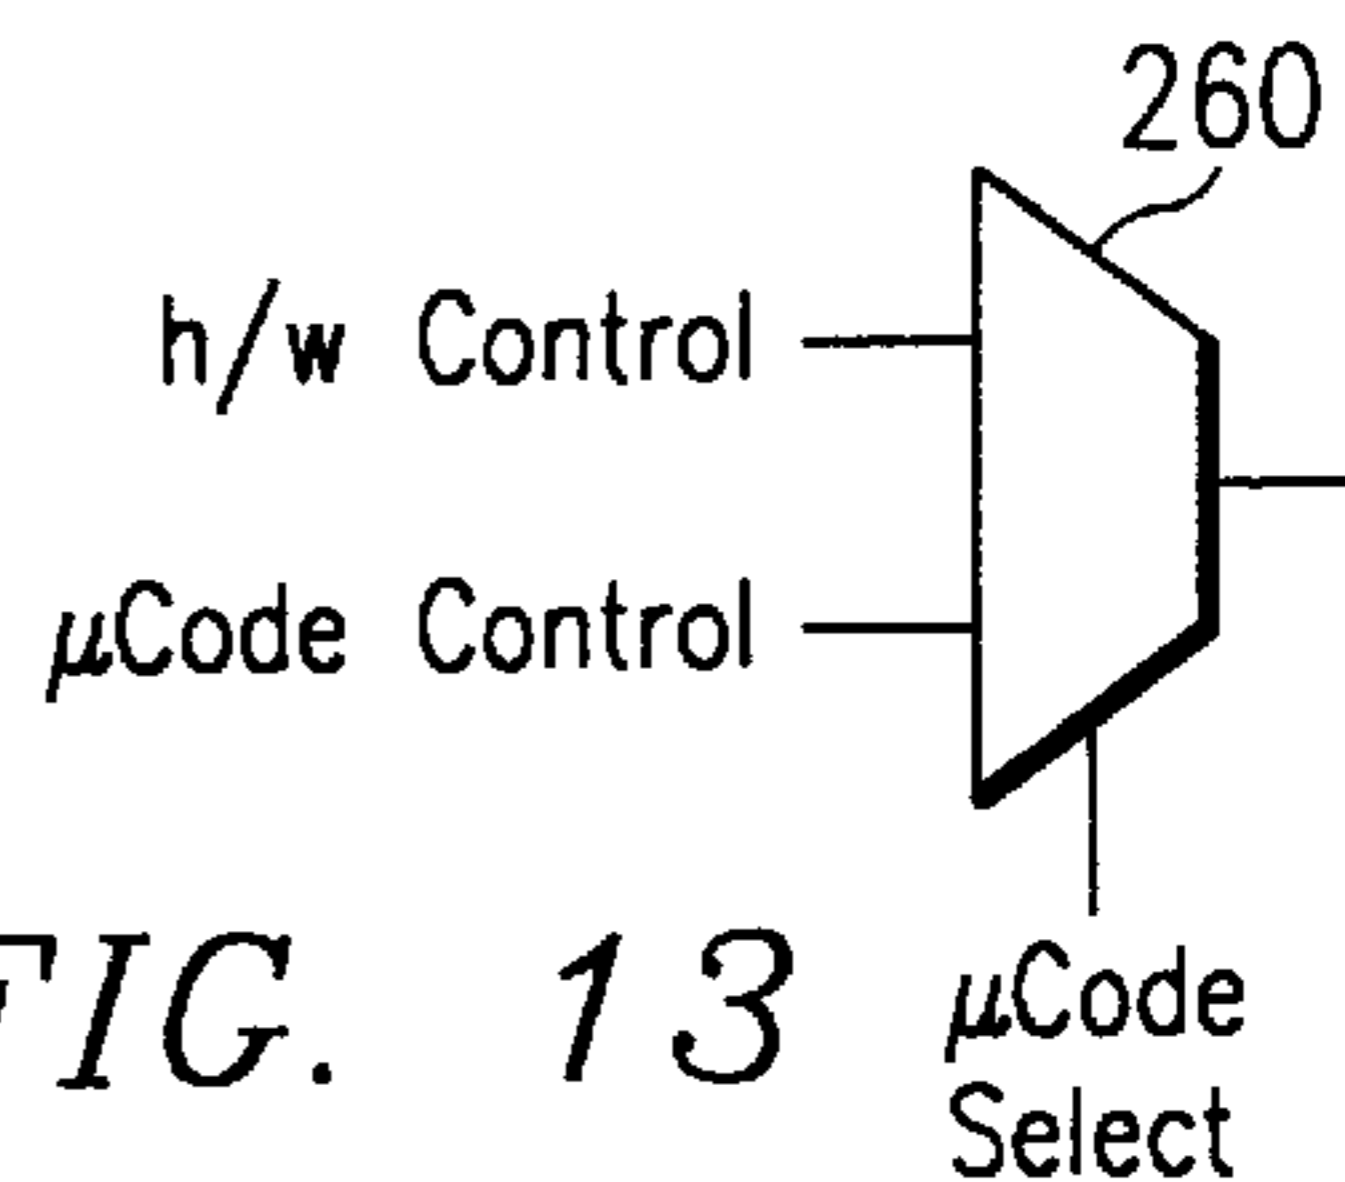 260
h/w Control
μCode Control
μCode
Select
FIG. 13